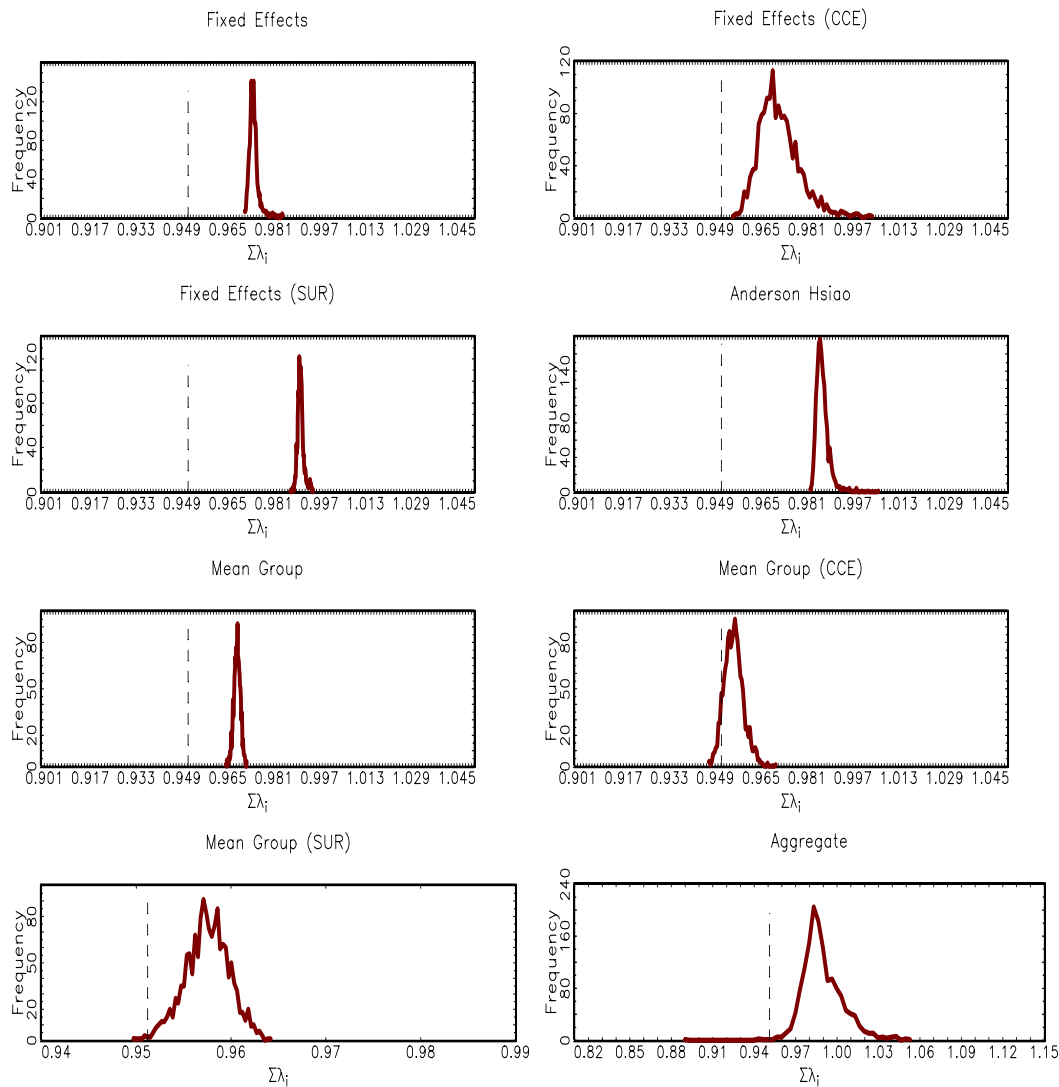 Fixed Effects
Frequency
0 40 80 120
0.901 0.917 0.933 0.949 0.965 0.981 0.997 1.013 1.029 1.045
Σλi
Fixed Effects (CCE)
Frequency
0 40 80 120
0.901 0.917 0.933 0.949 0.965 0.981 0.997 1.013 1.029 1.045
Σλi
Fixed Effects (SUR)
Frequency
0 40 80 120
0.901 0.917 0.933 0.949 0.965 0.981 0.997 1.013 1.029 1.045
Σλi
Anderson Hsiao
Frequency
0 40 80 140
0.901 0.917 0.933 0.949 0.965 0.981 0.997 1.013 1.029 1.045
Σλi
Mean Group
Frequency
0 20 50 80
0.901 0.917 0.933 0.949 0.965 0.981 0.997 1.013 1.029 1.045
Σλi
Mean Group (CCE)
Frequency
0 20 50 80
0.901 0.917 0.933 0.949 0.965 0.981 0.997 1.013 1.029 1.045
Σλi
Mean Group (SUR)
Frequency
0 20 50 80
0.94 0.95 0.96 0.97 0.98 0.99
Σλi
Aggregate
Frequency
0 80 160 240
0.82 0.85 0.88 0.91 0.94 0.97 1.00 1.03 1.06 1.09 1.12 1.15
Σλi